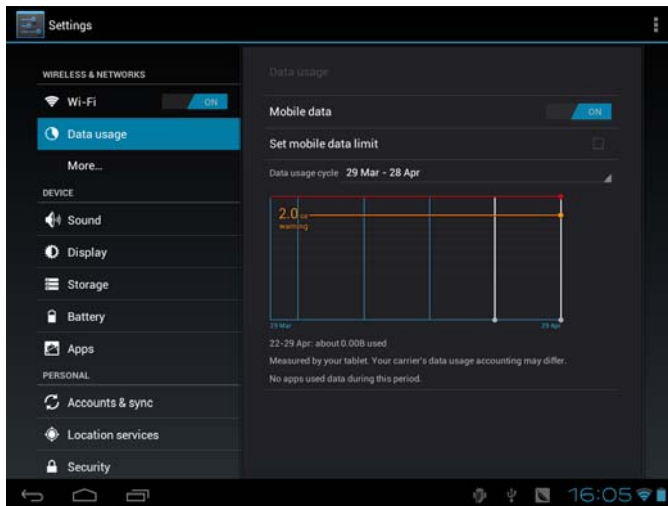 Settings
WIRELESS & NETWORKS
Wi-Fi
ON
Data usage
More...
DEVICE
Sound
Display
Storage
Battery
Apps
PERSONAL
Accounts & sync
Location services
Security
Data usage
Mobile data
ON
Set mobile data limit
Data usage cycle 29 Mar - 28 Apr
2.0 GB
warning
29 Mar
29 Apr
22-29 Apr: about 0.00B used
Measured by your tablet. Your carrier's data usage accounting may differ.
No apps used data during this period.
16:05